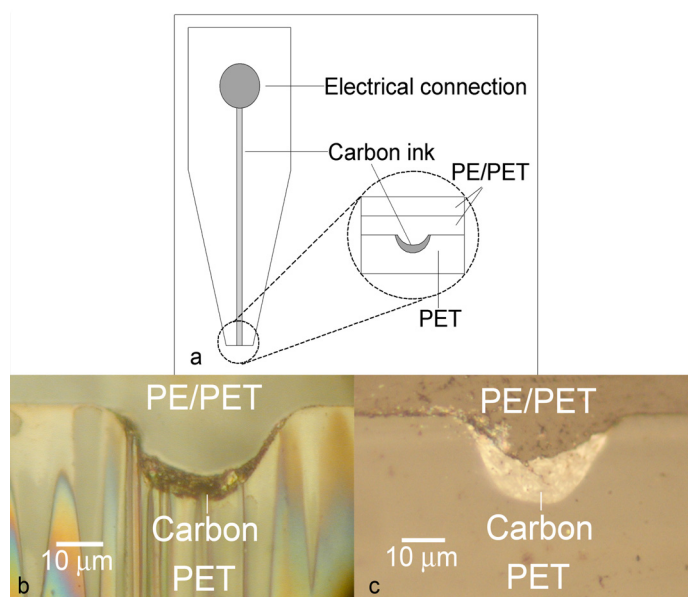 Electrical connection
Carbon ink
PE/PET
PET
a
PE/PET
Carbon
10 μm
PET
b
PE/PET
Carbon
10 μm
PET
c